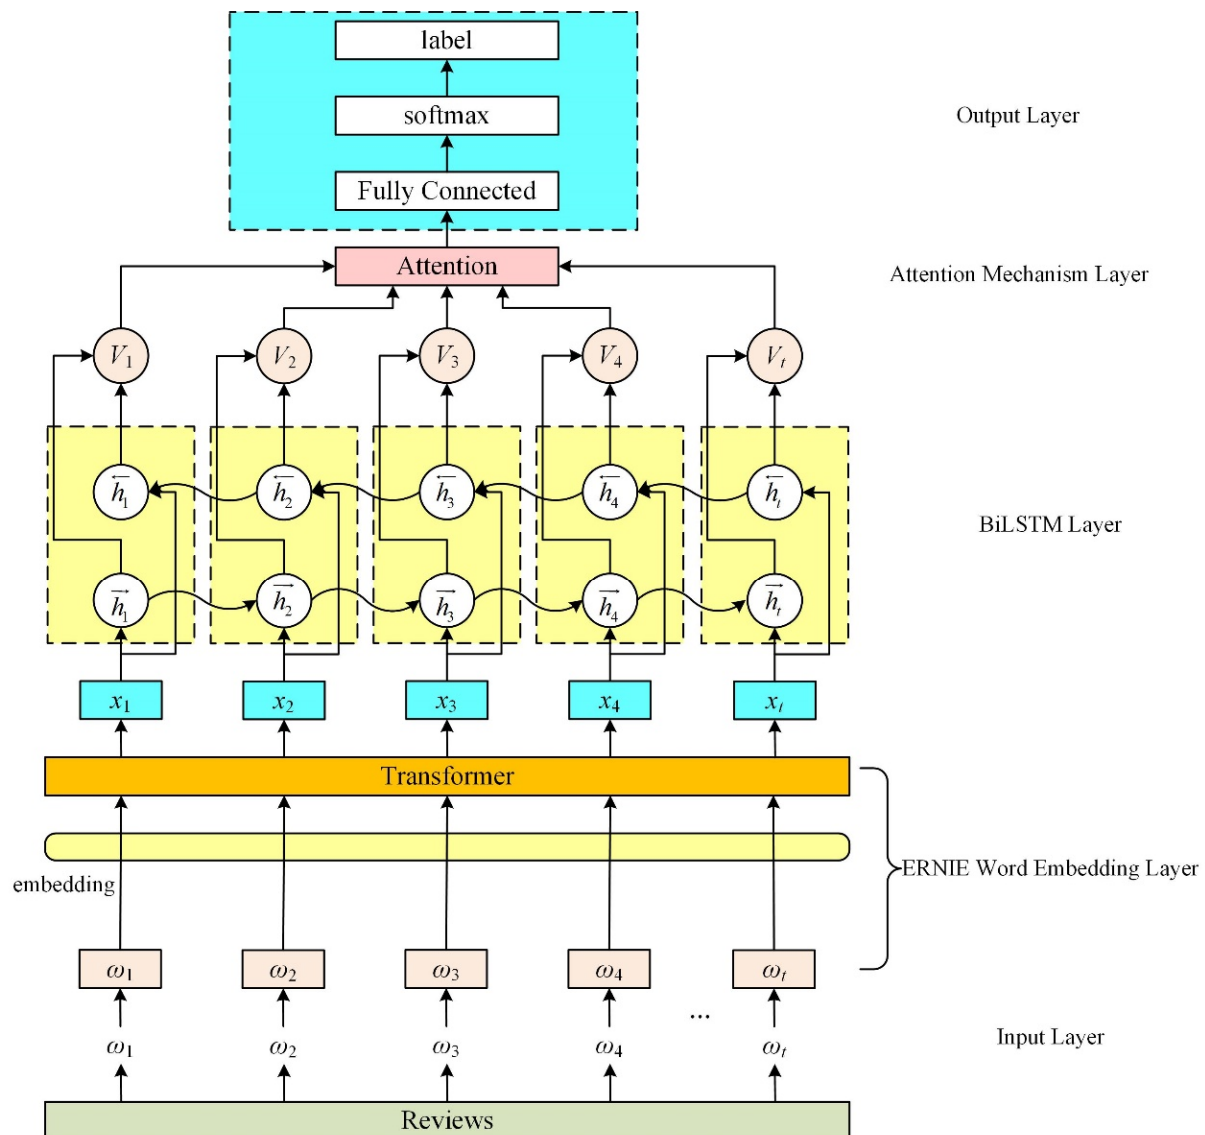 label
softmax
Output Layer
Fully Connected
Attention
Attention Mechanism Layer
V₁ V₂ V₃ V₄ Vₜ
←h₁ ←h₂ ←h₃ ←h₄ ←hₜ
BiLSTM Layer
→h₁ →h₂ →h₃ →h₄ →hₜ
x₁ x₂ x₃ x₄ xₜ
Transformer
ERNIE Word Embedding Layer
embedding
ω₁ ω₂ ω₃ ω₄ ωₜ
...
ω₁ ω₂ ω₃ ω₄ ωₜ
Input Layer
Reviews